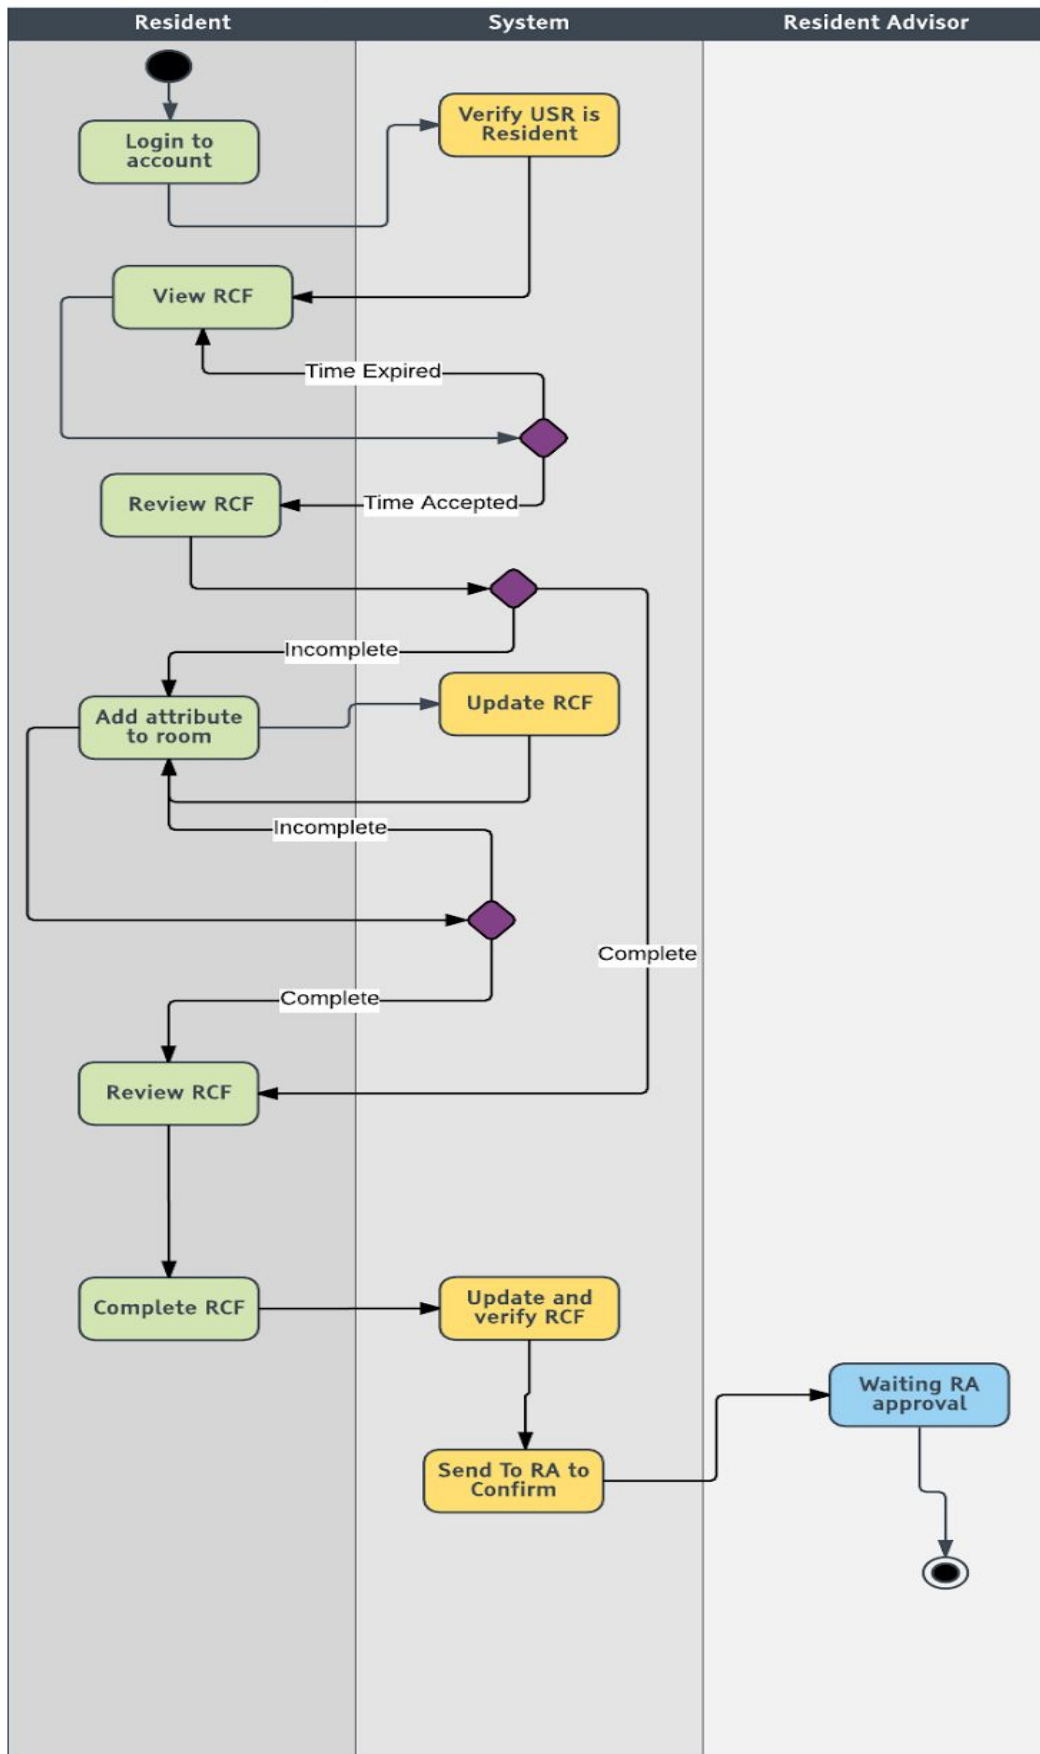 Resident
System
Resident Advisor
Verify USR is
Resident
Login to
account
View RCF
Time Expired
Review RCF
Time Accepted
Incomplete
Update RCF
Add attribute
to room
Incomplete
Complete
Complete
Review RCF
Complete RCF
Update and
verify RCF
Waiting RA
approval
Send To RA to
Confirm